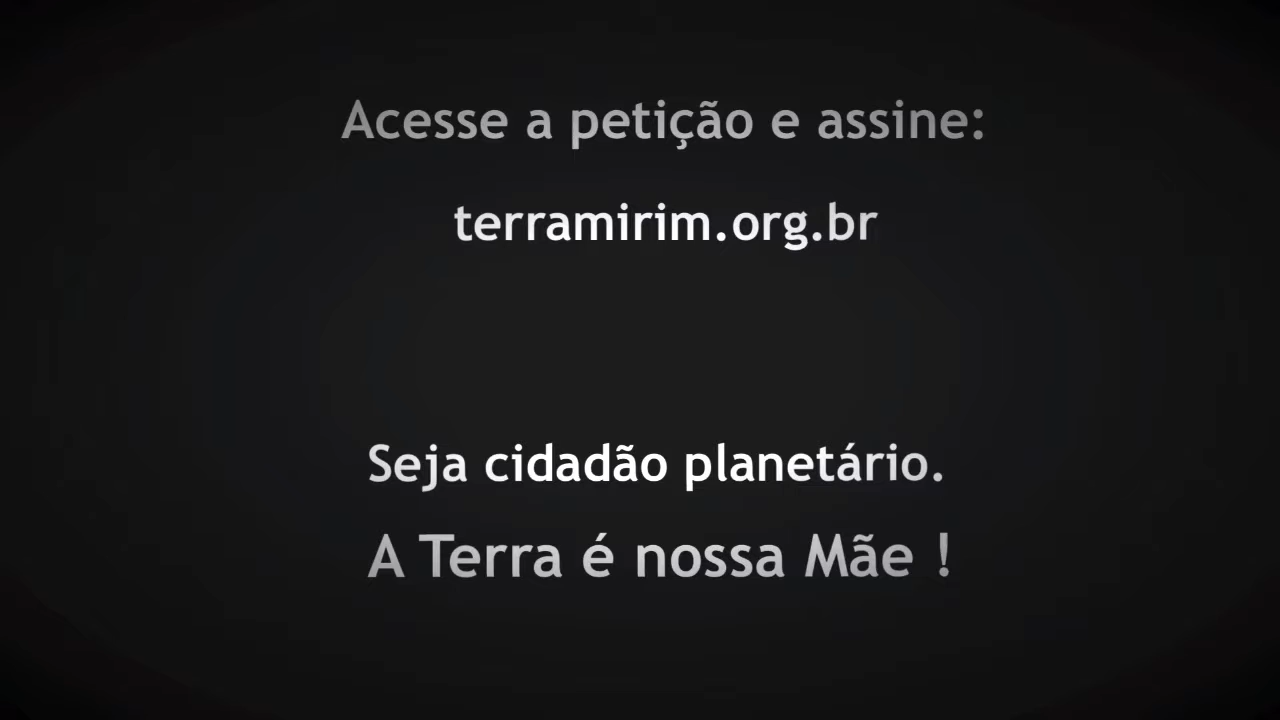 Acesse a petição e assine:
terramirim.org.br
Seja cidadão planetário.
A Terra é nossa Mãe !